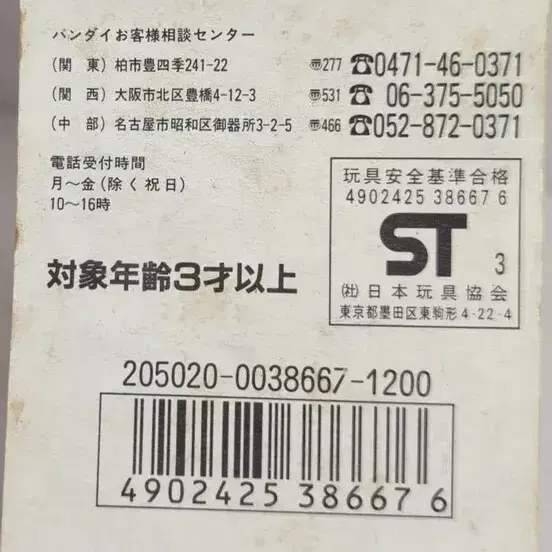 バンダイお客様相談センター
(関 東) 柏市豊四季241-22 〠277 ☎0471-46-0371
(関 西) 大阪市北区豊橋4-12-3 〠531 ☎06-375-5050
(中 部) 名古屋市昭和区御器所3-2-5 〠466 ☎052-872-0371
電話受付時間
月〜金(除く祝日)
10〜16時
玩具安全基準合格
4902425 38667 6
ST 3
(社)日本玩具協会
東京都墨田区東駒形4-22-4
対象年齢3才以上
205020-0038667-1200
4902425 386676